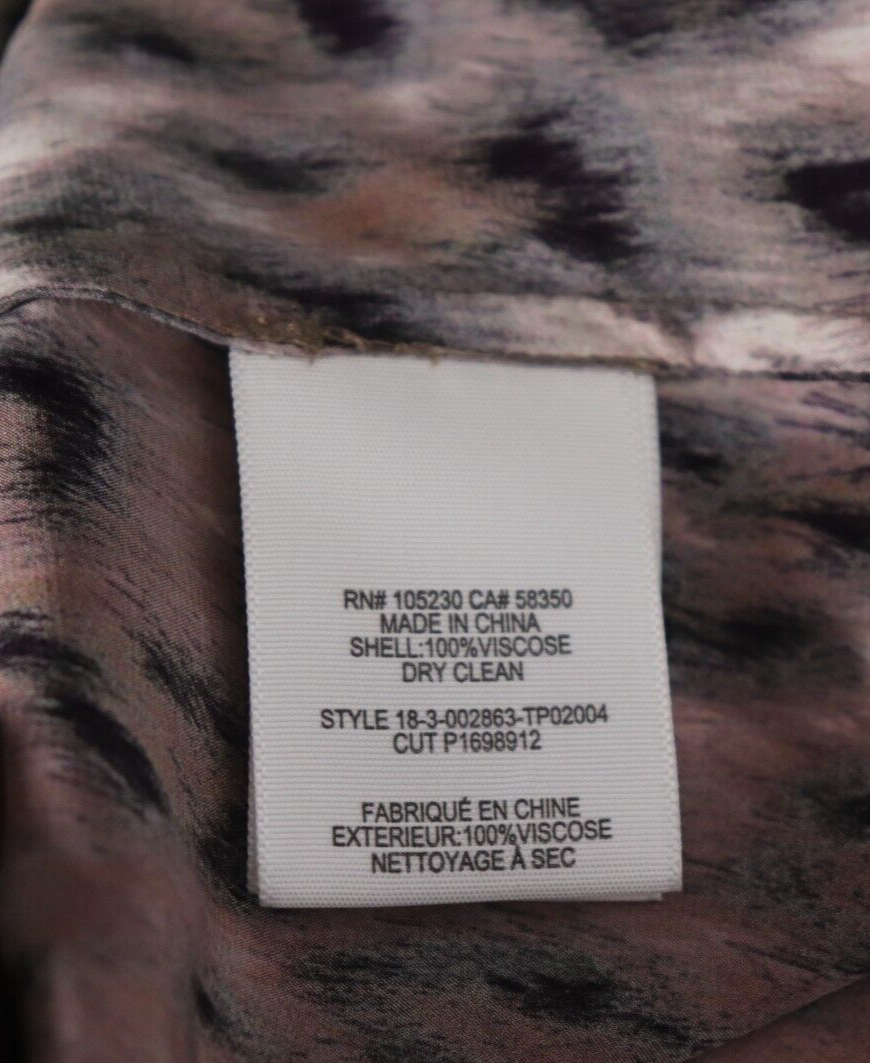 RN# 105230 CA# 58350
MADE IN CHINA
SHELL:100%VISCOSE
DRY CLEAN
STYLE 18-3-002863-TP02004
CUT P1698912
FABRIQUÉ EN CHINE
EXTERIEUR:100%VISCOSE
NETTOYAGE Â SEC